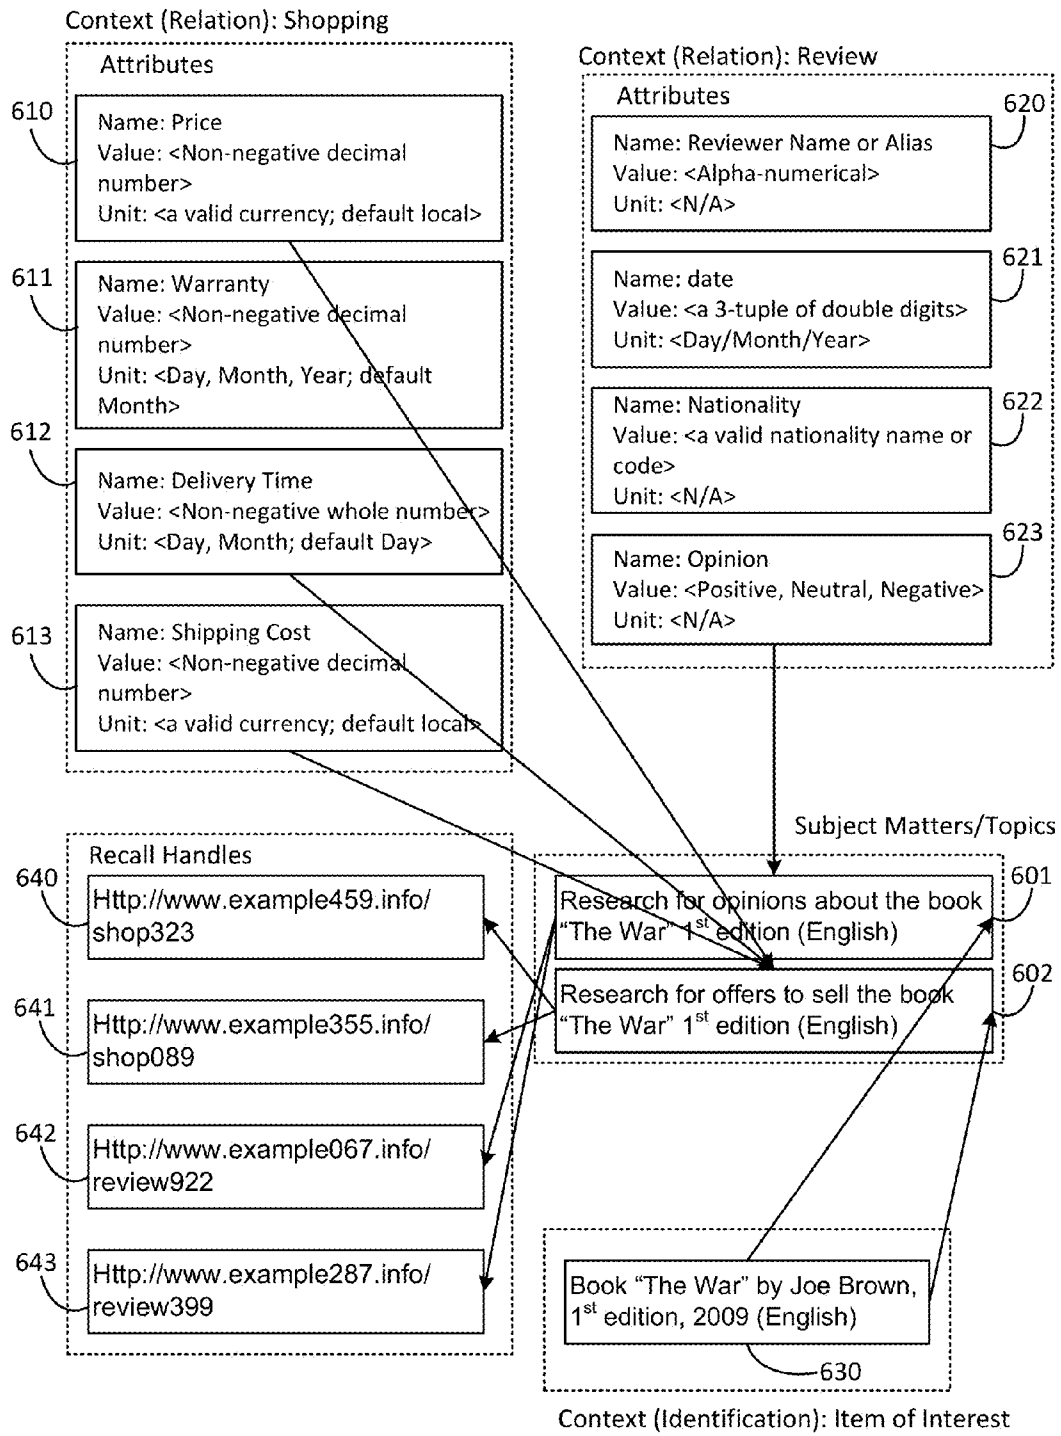 Context (Relation): Shopping
Attributes
610
Name: Price
Value: <Non-negative decimal
number>
Unit: <a valid currency; default local>
611
Name: Warranty
Value: <Non-negative decimal
number>
Unit: <Day, Month, Year; default
Month>
612
Name: Delivery Time
Value: <Non-negative whole number>
Unit: <Day, Month; default Day>
613
Name: Shipping Cost
Value: <Non-negative decimal
number>
Unit: <a valid currency; default local>
Context (Relation): Review
Attributes
620
Name: Reviewer Name or Alias
Value: <Alpha-numerical>
Unit: <N/A>
621
Name: date
Value: <a 3-tuple of double digits>
Unit: <Day/Month/Year>
622
Name: Nationality
Value: <a valid nationality name or
code>
Unit: <N/A>
623
Name: Opinion
Value: <Positive, Neutral, Negative>
Unit: <N/A>
Recall Handles
640
Http://www.example459.info/
shop323
641
Http://www.example355.info/
shop089
642
Http://www.example067.info/
review922
643
Http://www.example287.info/
review399
Subject Matters/Topics
601
Research for opinions about the book
“The War” 1st edition (English)
602
Research for offers to sell the book
“The War” 1st edition (English)
Book “The War” by Joe Brown,
1st edition, 2009 (English)
630
Context (Identification): Item of Interest